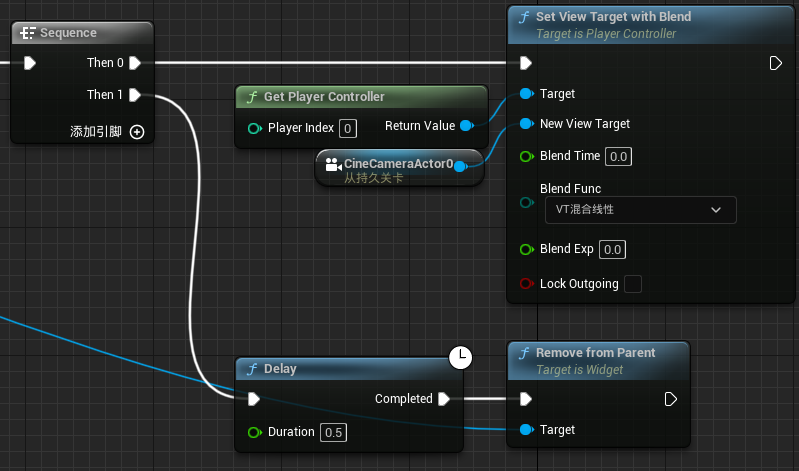 Sequence
Then 0
Then 1
添加引脚
f Get Player Controller
Player Index 0
Return Value
CineCameraActor0
从持久关卡
f Set View Target with Blend
Target is Player Controller
Target
New View Target
Blend Time 0.0
Blend Func
VT混合线性
Blend Exp 0.0
Lock Outgoing
f Delay
Completed
Duration 0.5
f Remove from Parent
Target is Widget
Target